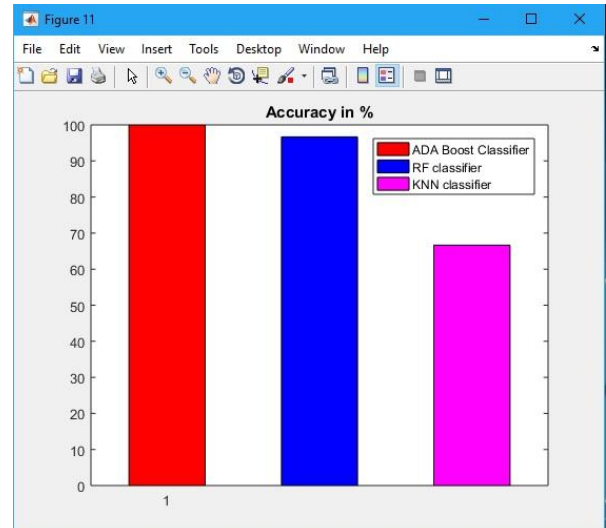 Figure 11
File Edit View Insert Tools Desktop Window Help
Accuracy in %
100
90
80
70
60
50
40
30
20
10
0
1
ADA Boost Classifier
RF classifier
KNN classifier